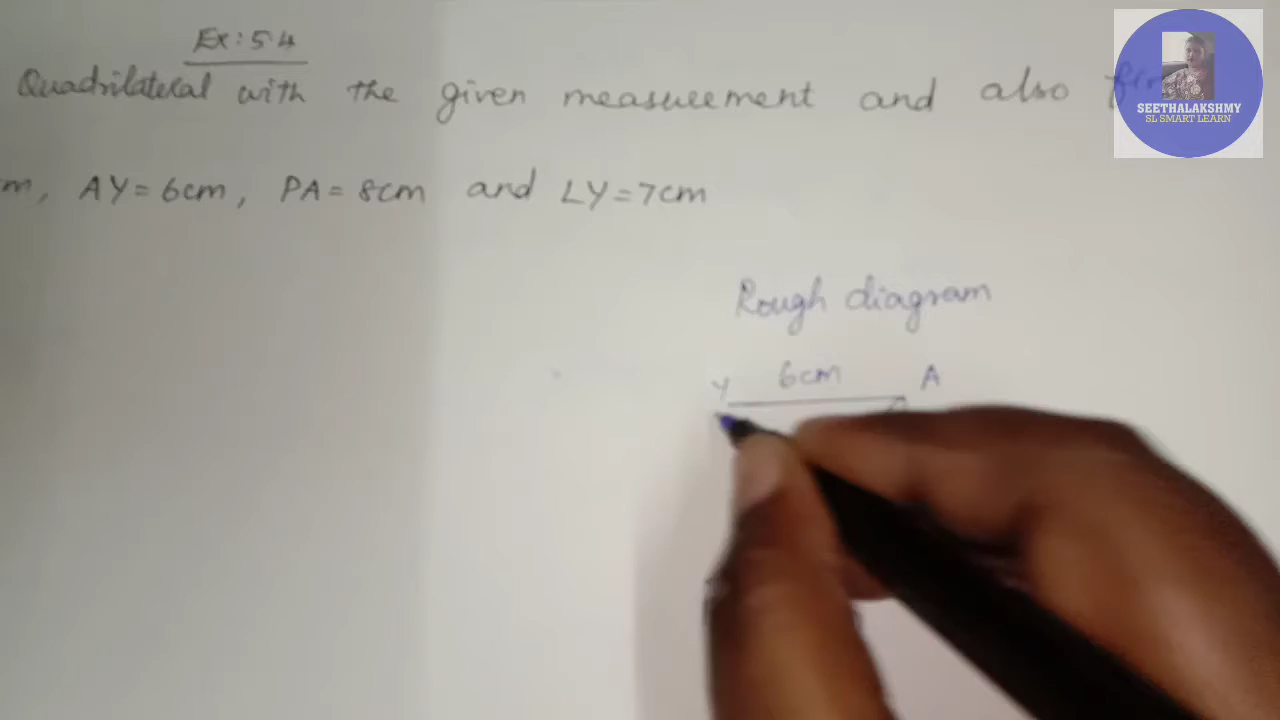 Ex: 5.4
Quadrilateral with the given measurement and also
SEETHALAKSHMY
SL SMART LEARN
m, AY = 6cm, PA = 8cm and LY = 7cm
Rough diagram
6cm
Y A